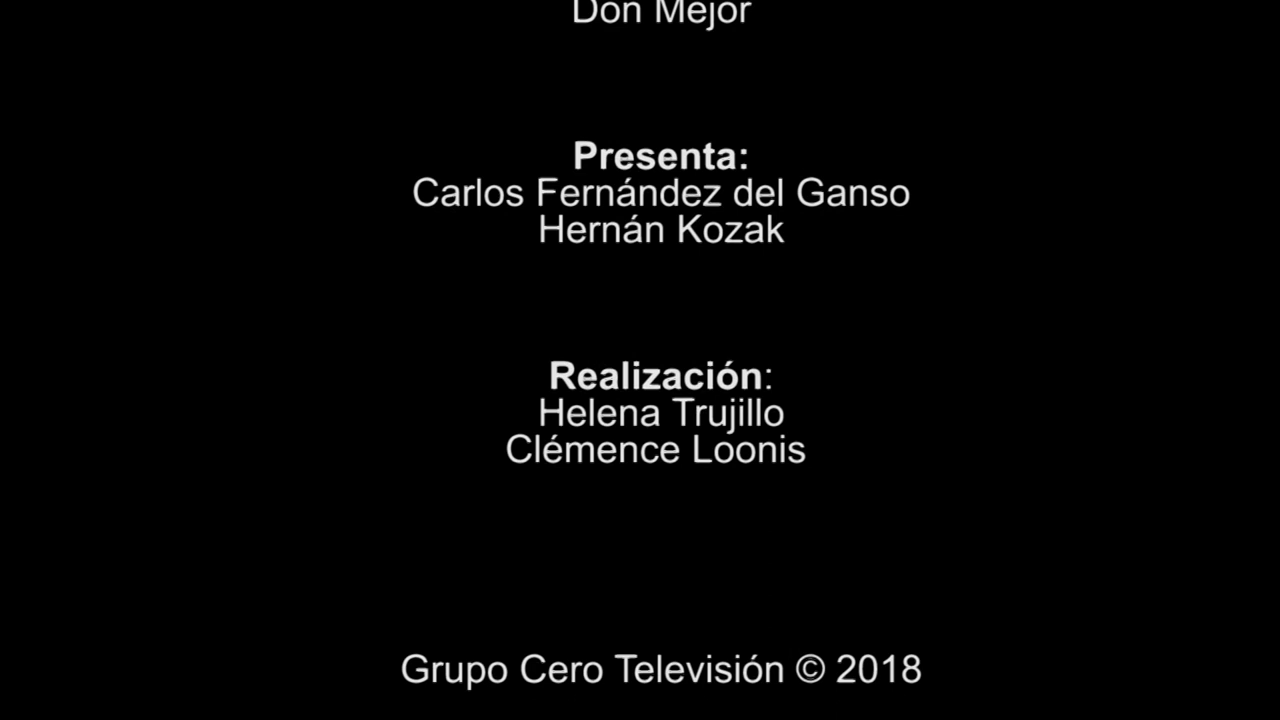 Don Mejor
Presenta:
Carlos Fernández del Ganso
Hernán Kozak
Realización:
Helena Trujillo
Clémence Loonis
Grupo Cero Televisión © 2018